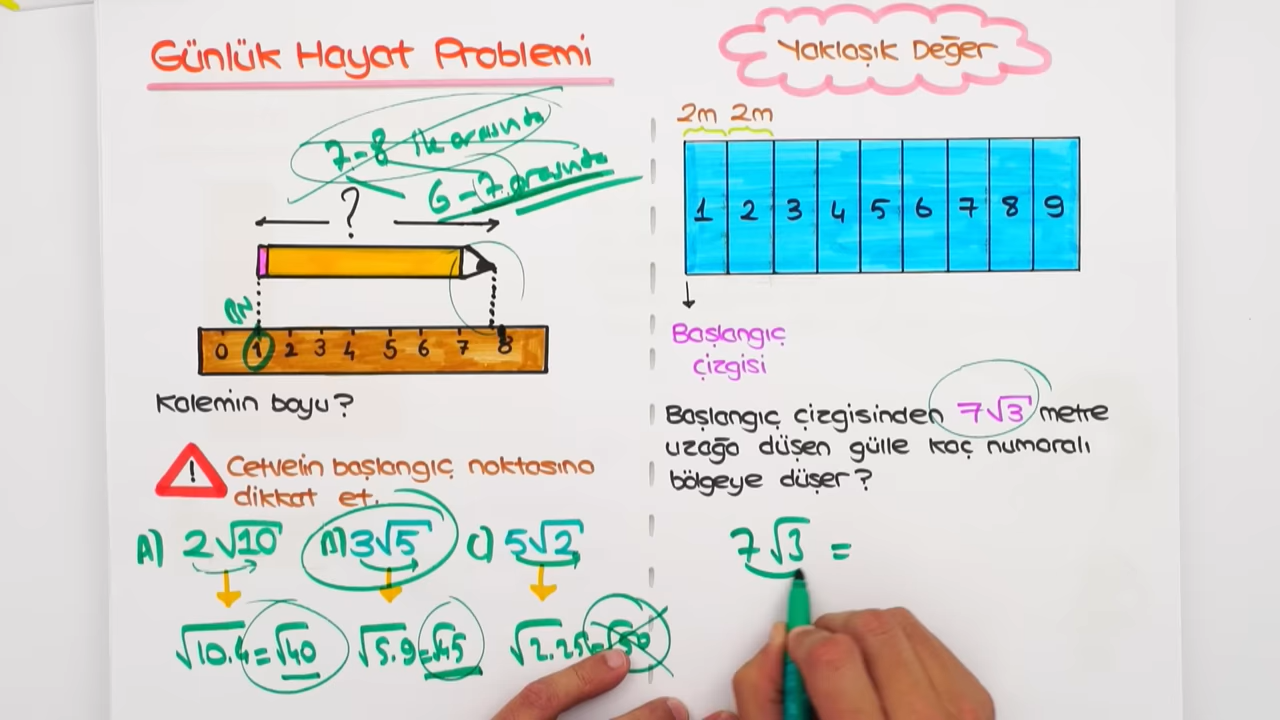 Günlük Hayat Problemi
7-8 ile arasında
6-7 arasında
?
BN
0 1 2 3 4 5 6 7 8
Kalemin boyu?
! Cetvelin başlangıç noktasına
dikkat et.
A) 2√10 B) 3√5 C) 5√2
√10.4=√40 √5.9=√45 √2.25=√50
Yaklaşık Değer
2m 2m
1 2 3 4 5 6 7 8 9
Başlangıç
çizgisi
Başlangıç çizgisinden 7√3 metre
uzağa düşen gülle kaç numaralı
bölgeye düşer?
7√3 =